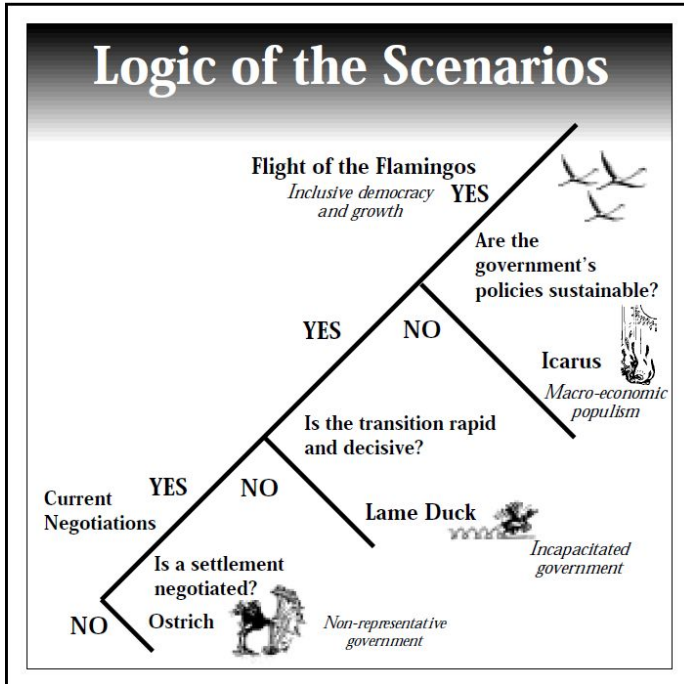 Logic of the Scenarios
Flight of the Flamingos
Inclusive democracy
and growth
YES
Are the
government's
policies sustainable?
YES
NO
Icarus
Macro-economic
populism
Is the transition rapid
and decisive?
YES
NO
Current
Negotiations
Lame Duck
Incapacitated
government
Is a settlement
negotiated?
NO
Ostrich
Non-representative
government